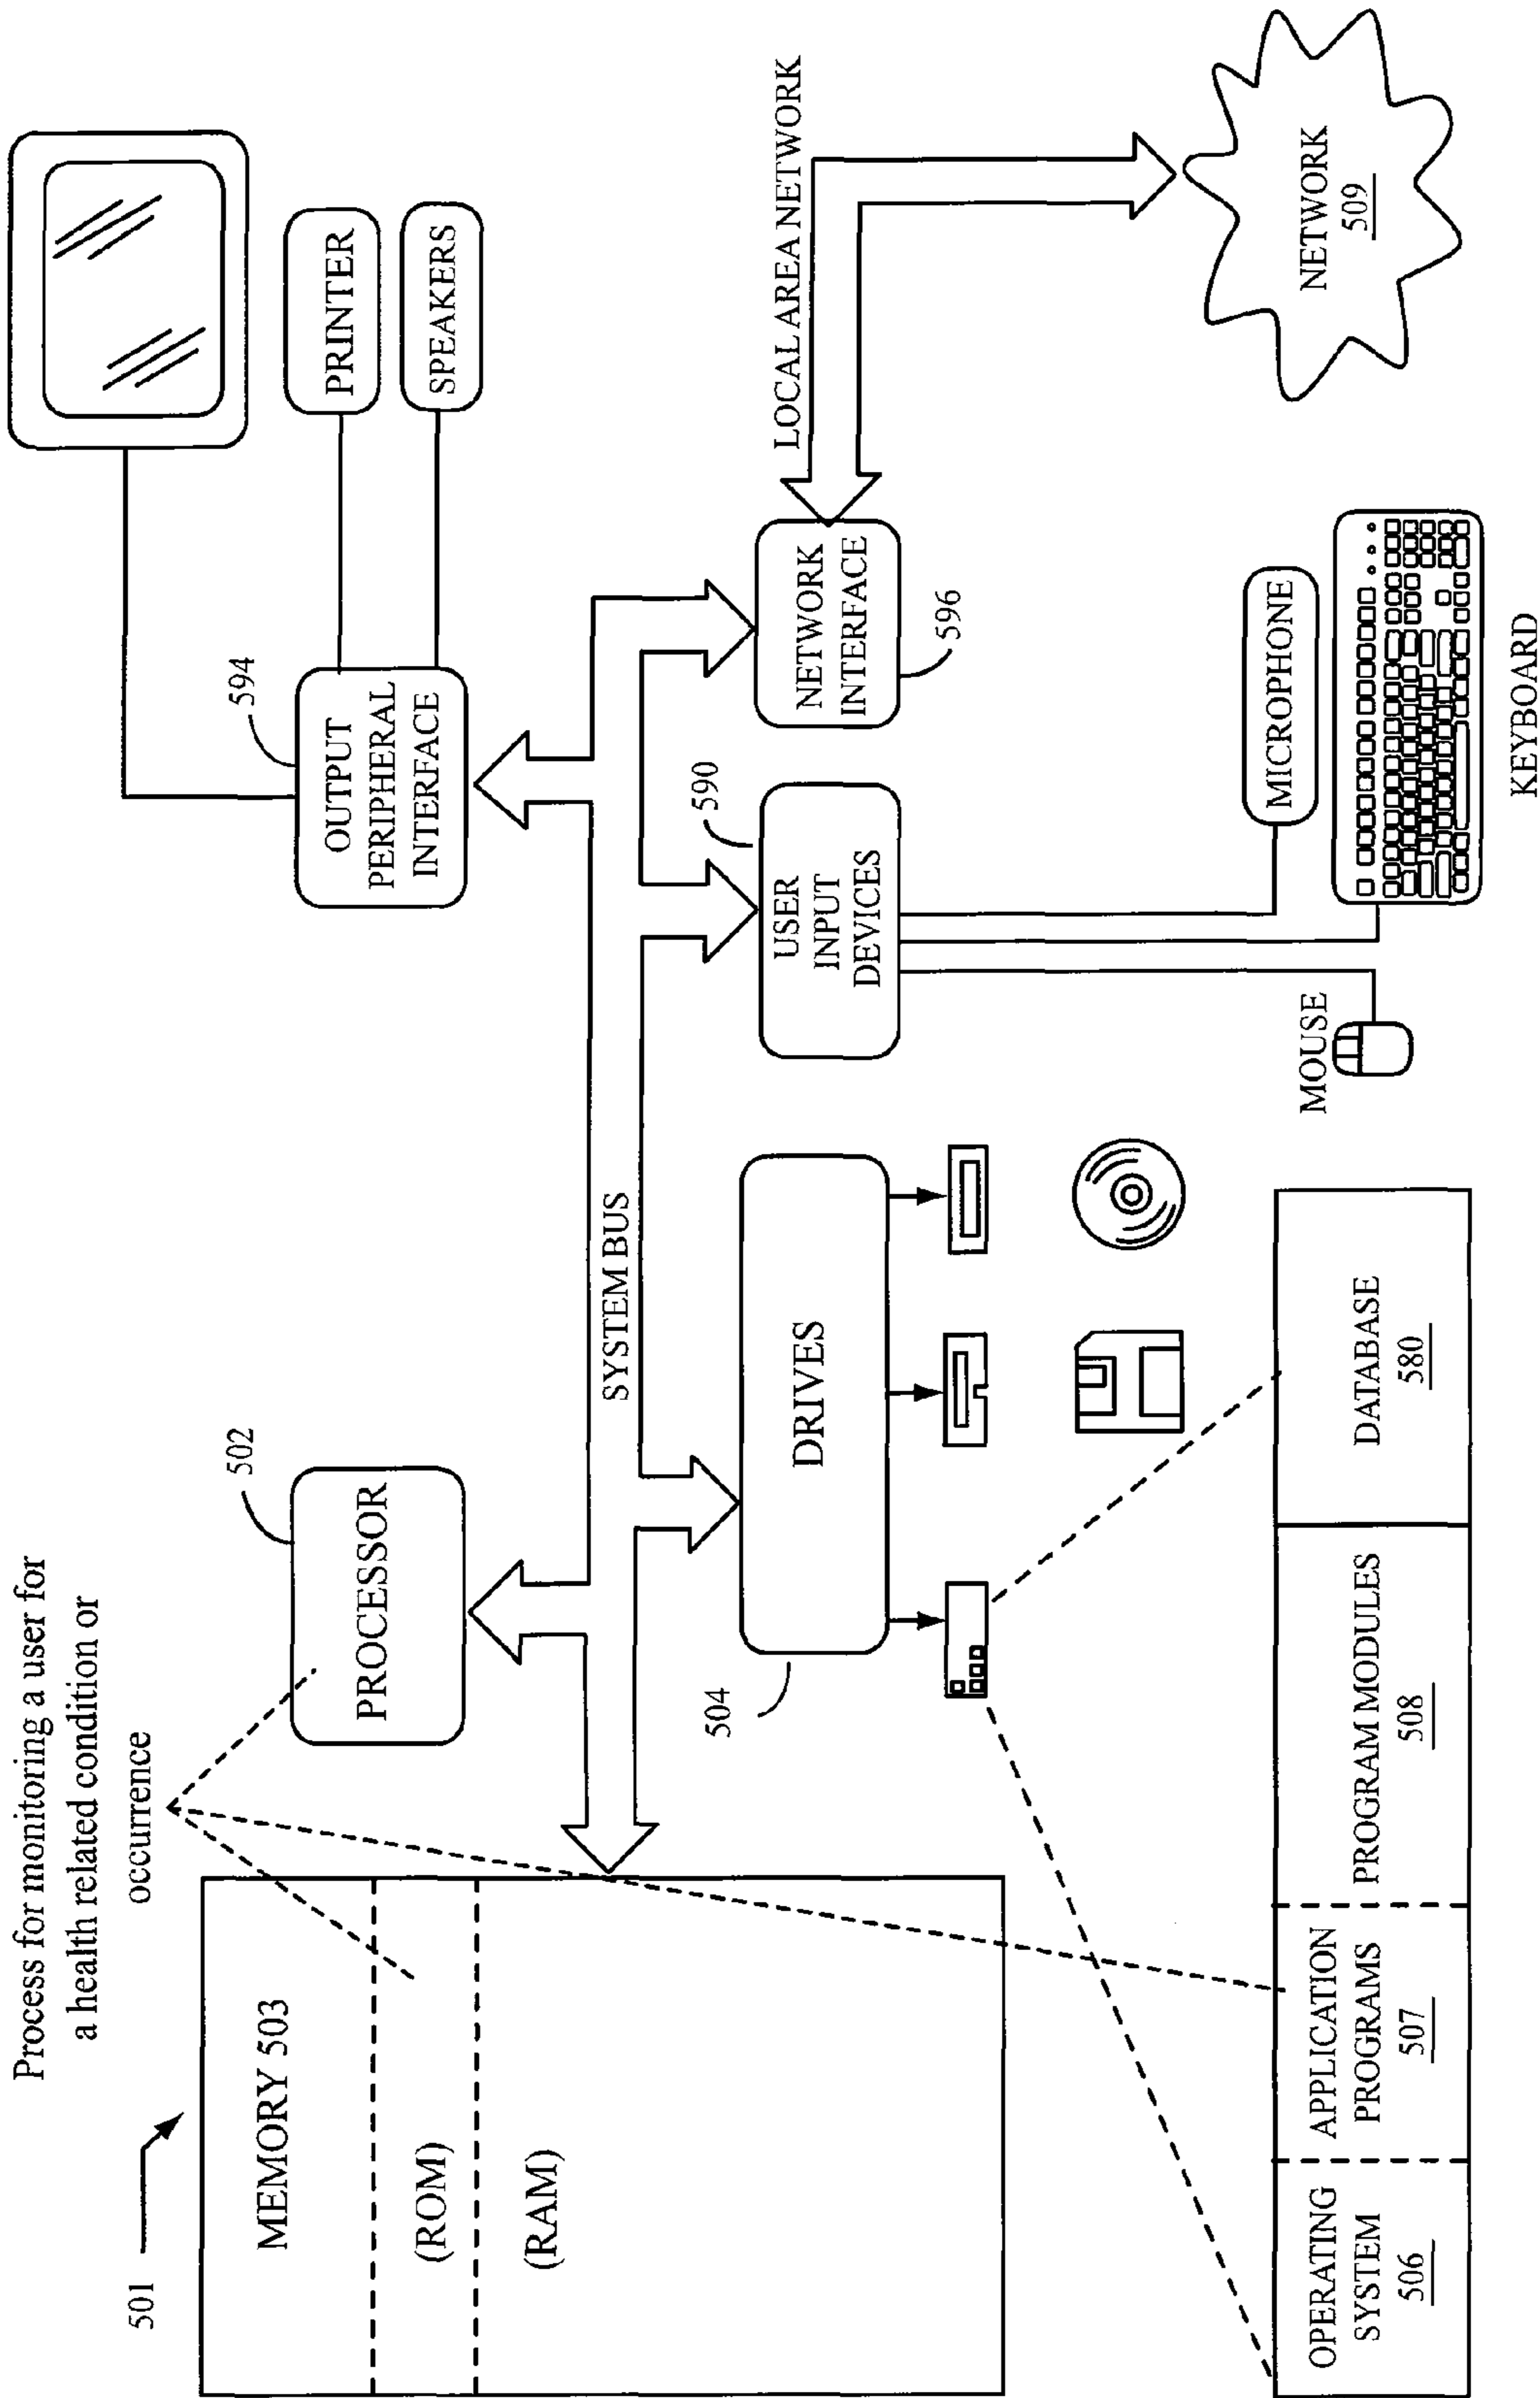 Process for monitoring a user for
a health related condition or
occurrence
501
MEMORY 503
(ROM)
(RAM)
502
PROCESSOR
594
OUTPUT
PERIPHERAL
INTERFACE
PRINTER
SPEAKERS
SYSTEM BUS
LOCAL AREA NETWORK
504
DRIVES
590
USER
INPUT
DEVICES
NETWORK
INTERFACE
596
MOUSE
MICROPHONE
KEYBOARD
NETWORK
509
OPERATING
SYSTEM
506
APPLICATION
PROGRAMS
507
PROGRAM MODULES
508
DATABASE
580